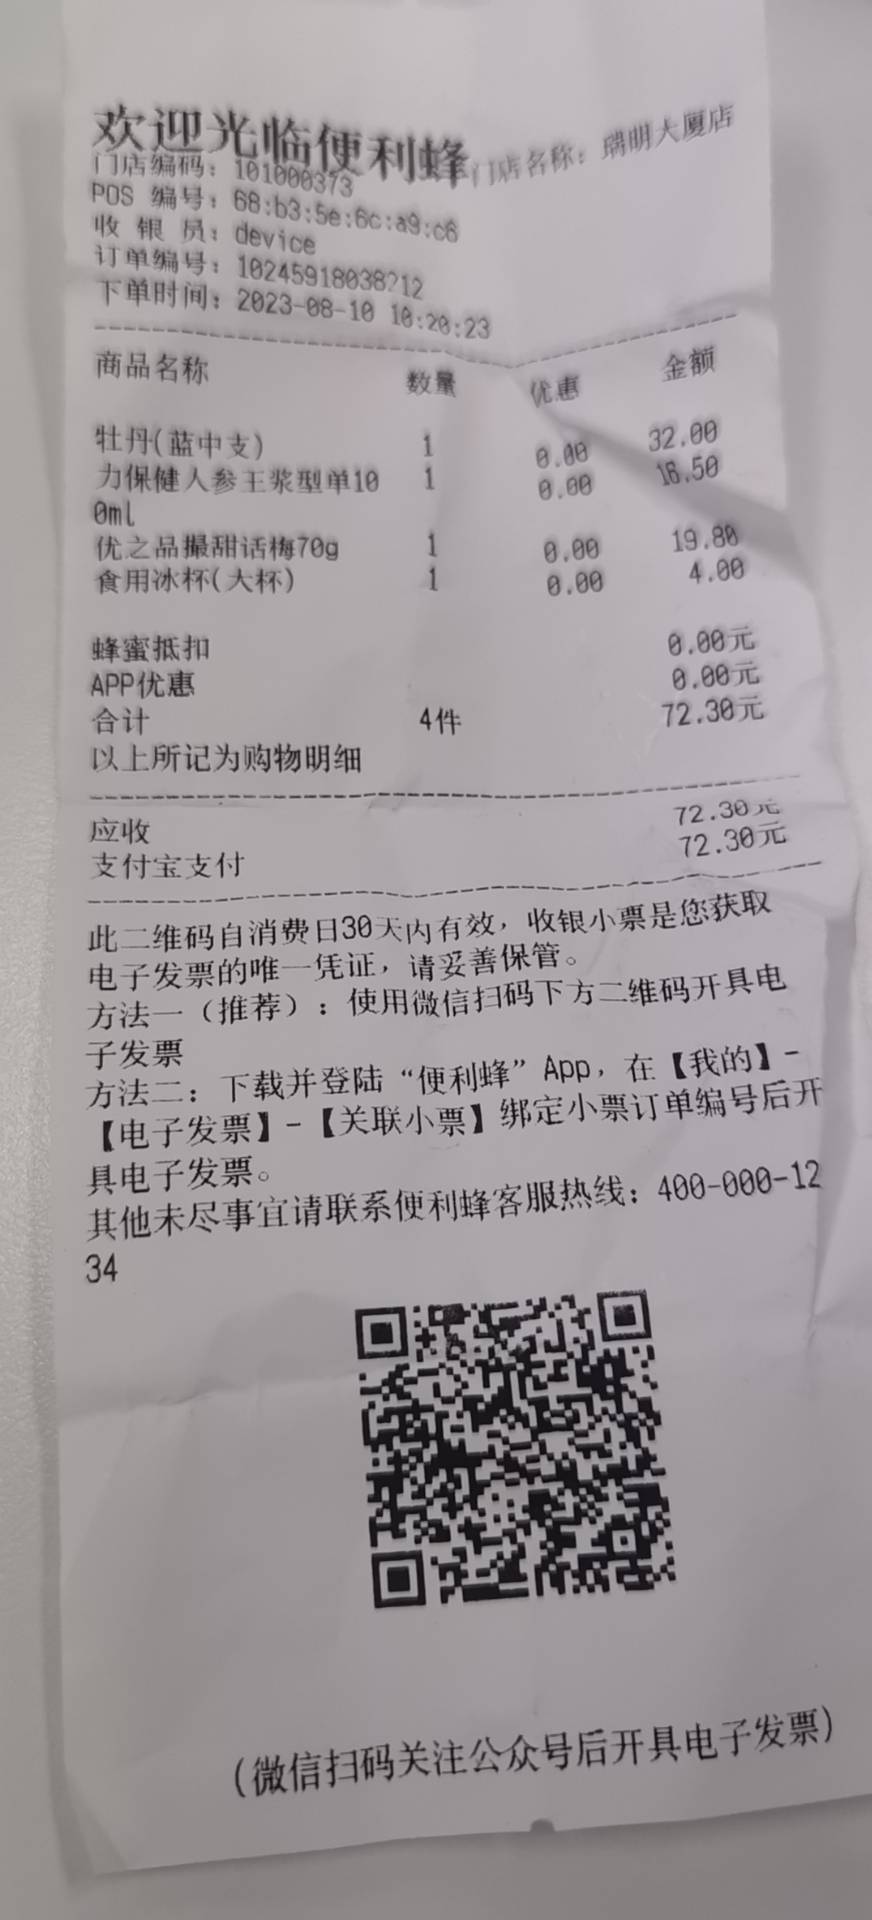 欢迎光临便利蜂 门店名称：瑞明大厦店
门店编码：101000373
POS 编号：68:b3:5e:6c:a9:c6
收 银 员：device
订单编号：10245918038212
下单时间：2023-08-10 10:20:23
商品名称 数量 优惠 金额
牡丹(蓝中支) 1 0.00 32.00
力保健人参王浆型单10 1 0.00 16.50
0ml
优之品撮甜话梅70g 1 0.00 19.80
食用冰杯(大杯) 1 0.00 4.00
蜂蜜抵扣 0.00元
APP优惠 0.00元
合计 4件 72.30元
以上所记为购物明细
应收 72.30元
支付宝支付 72.30元
此二维码自消费日30天内有效，收银小票是您获取
电子发票的唯一凭证，请妥善保管。
方法一（推荐）：使用微信扫码下方二维码开具电
子发票
方法二：下载并登陆“便利蜂”App，在【我的】-
【电子发票】-【关联小票】绑定小票订单编号后开
具电子发票。
其他未尽事宜请联系便利蜂客服热线：400-000-12
34
(微信扫码关注公众号后开具电子发票)